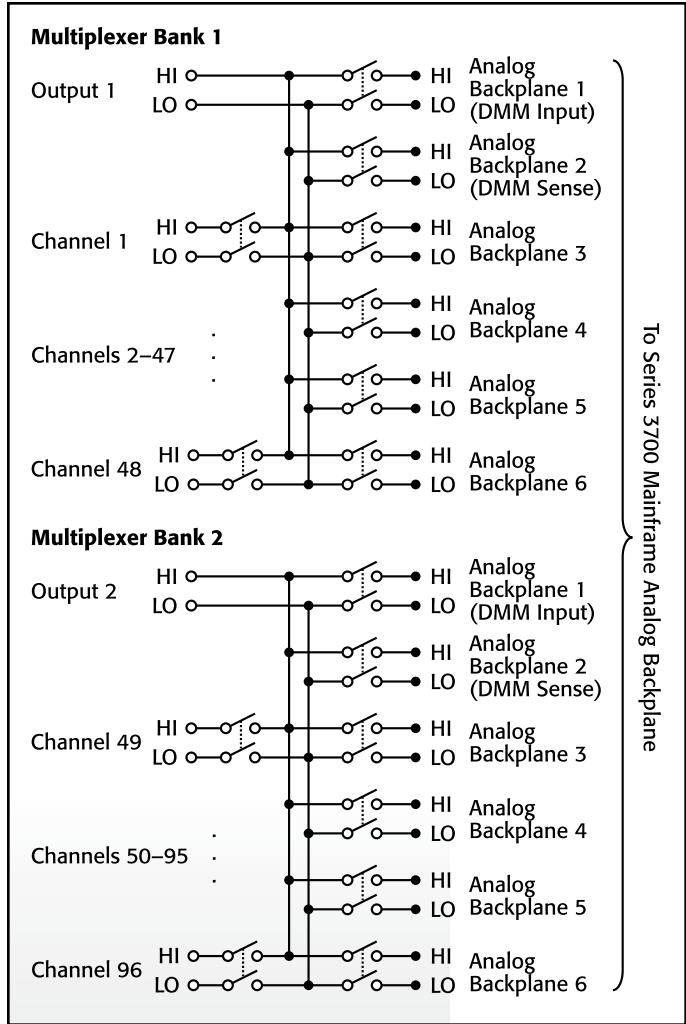 Multiplexer Bank 1
Output 1
HI
LO
HI
LO
Analog
Backplane 1
(DMM Input)
HI
LO
Analog
Backplane 2
(DMM Sense)
Channel 1
HI
LO
HI
LO
Analog
Backplane 3
Channels 2–47
HI
LO
Analog
Backplane 4
HI
LO
Analog
Backplane 5
Channel 48
HI
LO
HI
LO
Analog
Backplane 6
Multiplexer Bank 2
Output 2
HI
LO
HI
LO
Analog
Backplane 1
(DMM Input)
HI
LO
Analog
Backplane 2
(DMM Sense)
Channel 49
HI
LO
HI
LO
Analog
Backplane 3
Channels 50–95
HI
LO
Analog
Backplane 4
HI
LO
Analog
Backplane 5
Channel 96
HI
LO
HI
LO
Analog
Backplane 6
To Series 3700 Mainframe Analog Backplane